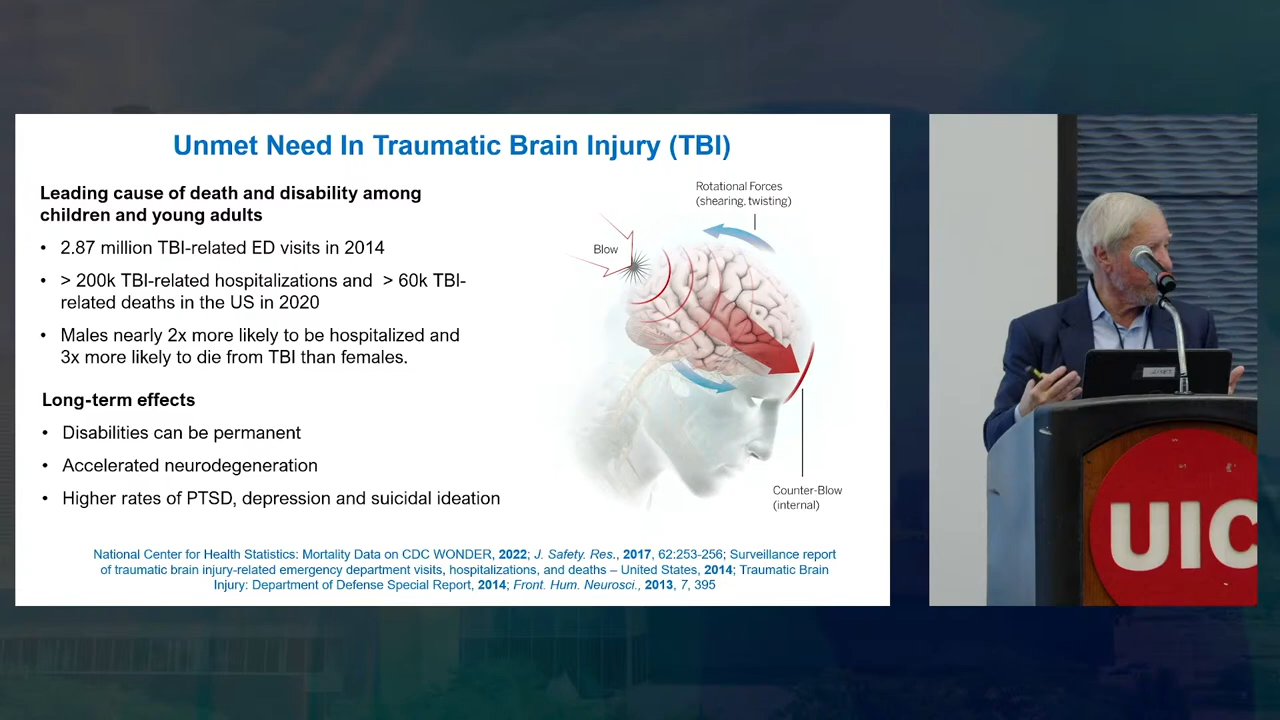 Unmet Need In Traumatic Brain Injury (TBI)
Leading cause of death and disability among
children and young adults
• 2.87 million TBI-related ED visits in 2014
• > 200k TBI-related hospitalizations and > 60k TBI-
related deaths in the US in 2020
• Males nearly 2x more likely to be hospitalized and
3x more likely to die from TBI than females.
Long-term effects
• Disabilities can be permanent
• Accelerated neurodegeneration
• Higher rates of PTSD, depression and suicidal ideation
Rotational Forces
(shearing, twisting)
Blow
Counter-Blow
(internal)
National Center for Health Statistics: Mortality Data on CDC WONDER, 2022; J. Safety. Res., 2017, 62:253-256; Surveillance report
of traumatic brain injury-related emergency department visits, hospitalizations, and deaths – United States, 2014; Traumatic Brain
Injury: Department of Defense Special Report, 2014; Front. Hum. Neurosci., 2013, 7, 395
UIC